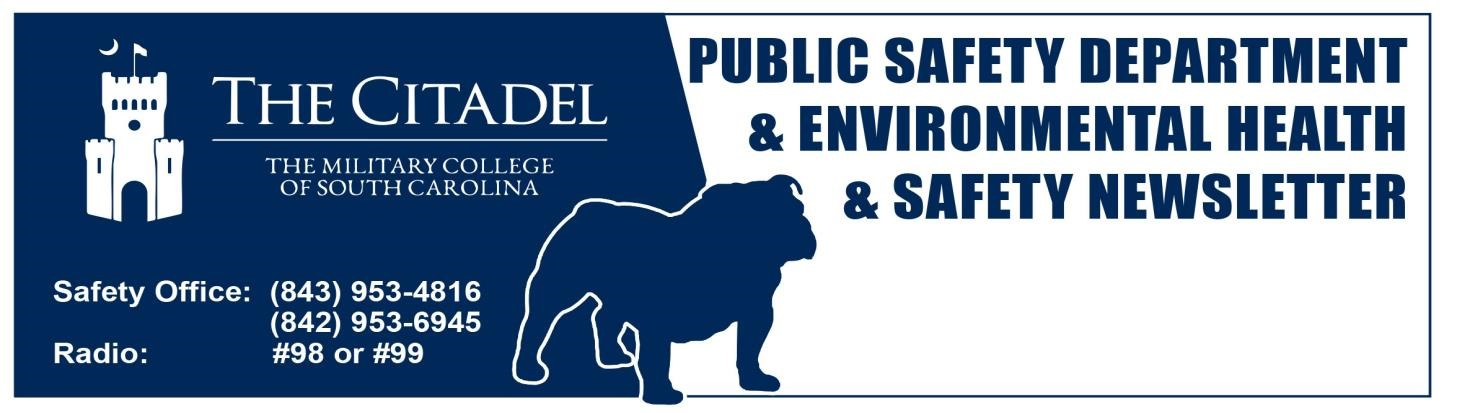 THE CITADEL
THE MILITARY COLLEGE
OF SOUTH CAROLINA
PUBLIC SAFETY DEPARTMENT
& ENVIRONMENTAL HEALTH
& SAFETY NEWSLETTER
Safety Office: (843) 953-4816
(842) 953-6945
Radio: #98 or #99